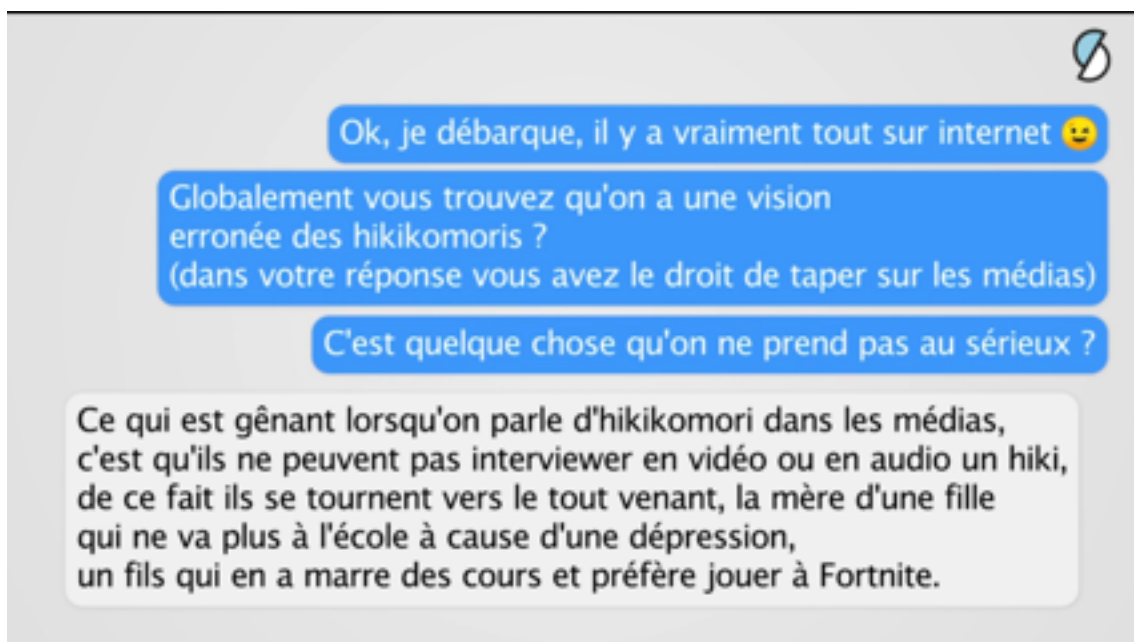 Ok, je débarque, il y a vraiment tout sur internet 😉
Globalement vous trouvez qu'on a une vision
erronée des hikikomoris ?
(dans votre réponse vous avez le droit de taper sur les médias)
C'est quelque chose qu'on ne prend pas au sérieux ?
Ce qui est gênant lorsqu'on parle d'hikikomori dans les médias,
c'est qu'ils ne peuvent pas interviewer en vidéo ou en audio un hiki,
de ce fait ils se tournent vers le tout venant, la mère d'une fille
qui ne va plus à l'école à cause d'une dépression,
un fils qui en a marre des cours et préfère jouer à Fortnite.